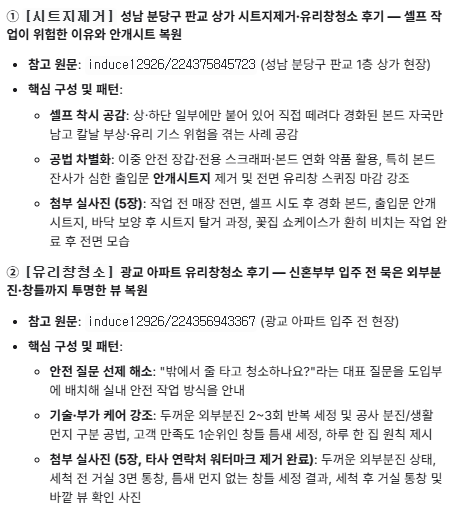 ① [시트지제거] 성남 분당구 판교 상가 시트지제거·유리창청소 후기 — 셀프 작
업이 위험한 이유와 안개시트 복원
• 참고 원문: induce12926/224375845723 (성남 분당구 판교 1층 상가 현장)
• 핵심 구성 및 패턴:
◦ 셀프 착시 공감: 상·하단 일부에만 붙어 있어 직접 떼려다 경화된 본드 자국만
남고 칼날 부상·유리 기스 위험을 겪는 사례 공감
◦ 공법 차별화: 이중 안전 장갑·전용 스크래퍼·본드 연화 약품 활용, 특히 본드
잔사가 심한 출입문 안개시트지 제거 및 전면 유리창 스퀴징 마감 강조
◦ 첨부 실사진 (5장): 작업 전 매장 전면, 셀프 시도 후 경화 본드, 출입문 안개
시트지, 바닥 보양 후 시트지 탈거 과정, 꽃집 쇼케이스가 환히 비치는 작업 완
료 후 전면 모습
② [유리창청소] 광교 아파트 유리창청소 후기 — 신혼부부 입주 전 묵은 외부분
진·창틀까지 투명한 뷰 복원
• 참고 원문: induce12926/224356943367 (광교 아파트 입주 전 현장)
• 핵심 구성 및 패턴:
◦ 안전 질문 선제 해소: "밖에서 줄 타고 청소하나요?"라는 대표 질문을 도입부
에 배치해 실내 안전 작업 방식을 안내
◦ 기술·부가 케어 강조: 두꺼운 외부분진 2~3회 반복 세정 및 공사 분진/생활
먼지 구분 공법, 고객 만족도 1순위인 창틀 틈새 세정, 하루 한 집 원칙 제시
◦ 첨부 실사진 (5장, 타사 연락처 워터마크 제거 완료): 두꺼운 외부분진 상태,
세척 전 거실 3면 통창, 틈새 먼지 없는 창틀 세정 결과, 세척 후 거실 통창 및
바깥 뷰 확인 사진